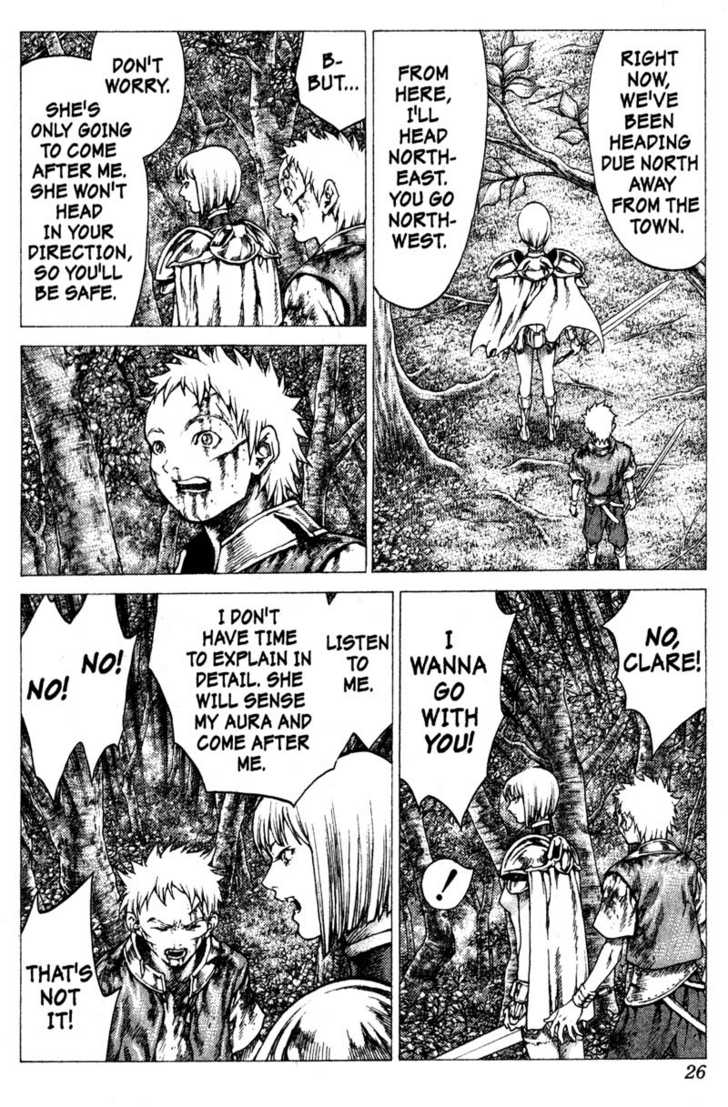 RIGHT
NOW,
WE'VE
BEEN
HEADING
DUE NORTH
AWAY
FROM THE
TOWN.
FROM
HERE,
I'LL
HEAD
NORTH-
EAST.
YOU GO
NORTH-
WEST.
B-
BUT...
DON'T
WORRY.
SHE'S
ONLY GOING
TO COME
AFTER ME.
SHE WON'T
HEAD
IN YOUR
DIRECTION,
SO YOU'LL
BE SAFE.
NO,
CLARE!
I
WANNA
GO
WITH
YOU!
!
LISTEN
TO
ME.
I DON'T
HAVE TIME
TO EXPLAIN IN
DETAIL. SHE
WILL SENSE
MY AURA AND
COME AFTER
ME.
NO!
NO!
THAT'S
NOT
IT!
26